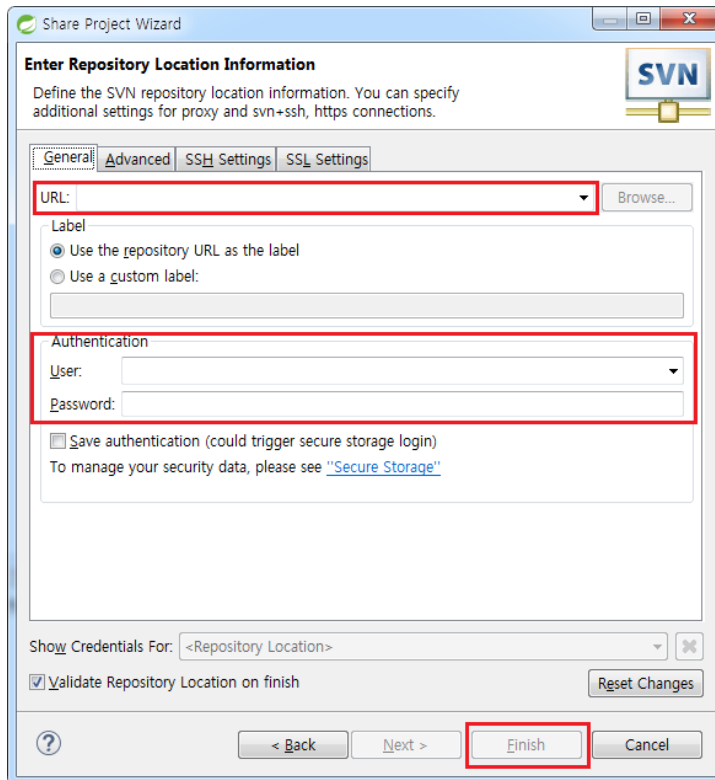 Share Project Wizard
Enter Repository Location Information
SVN
Define the SVN repository location information. You can specify
additional settings for proxy and svn+ssh, https connections.
General Advanced SSH Settings SSL Settings
URL: Browse...
Label
Use the repository URL as the label
Use a custom label:
Authentication
User:
Password:
Save authentication (could trigger secure storage login)
To manage your security data, please see "Secure Storage"
Show Credentials For: <Repository Location>
Validate Repository Location on finish Reset Changes
? < Back Next > Finish Cancel